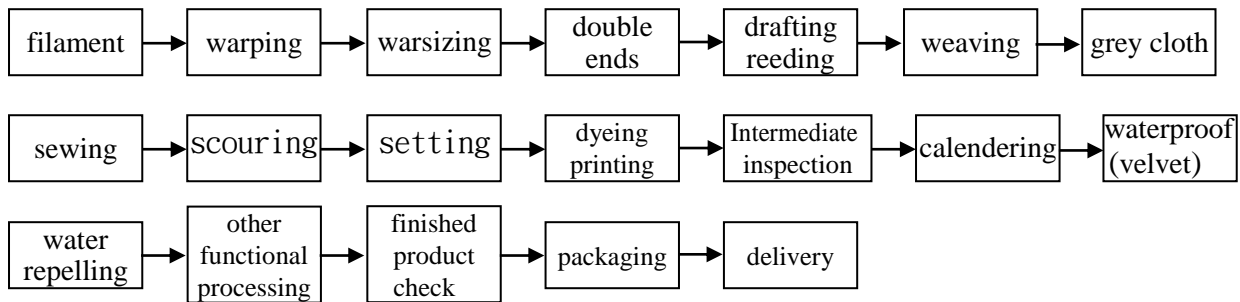 filament
warping
warsizing
double
ends
drafting
reeding
weaving
grey cloth
sewing
scouring
setting
dyeing
printing
Intermediate
inspection
calendering
waterproof
(velvet)
water
repelling
other
functional
processing
finished
product
check
packaging
delivery